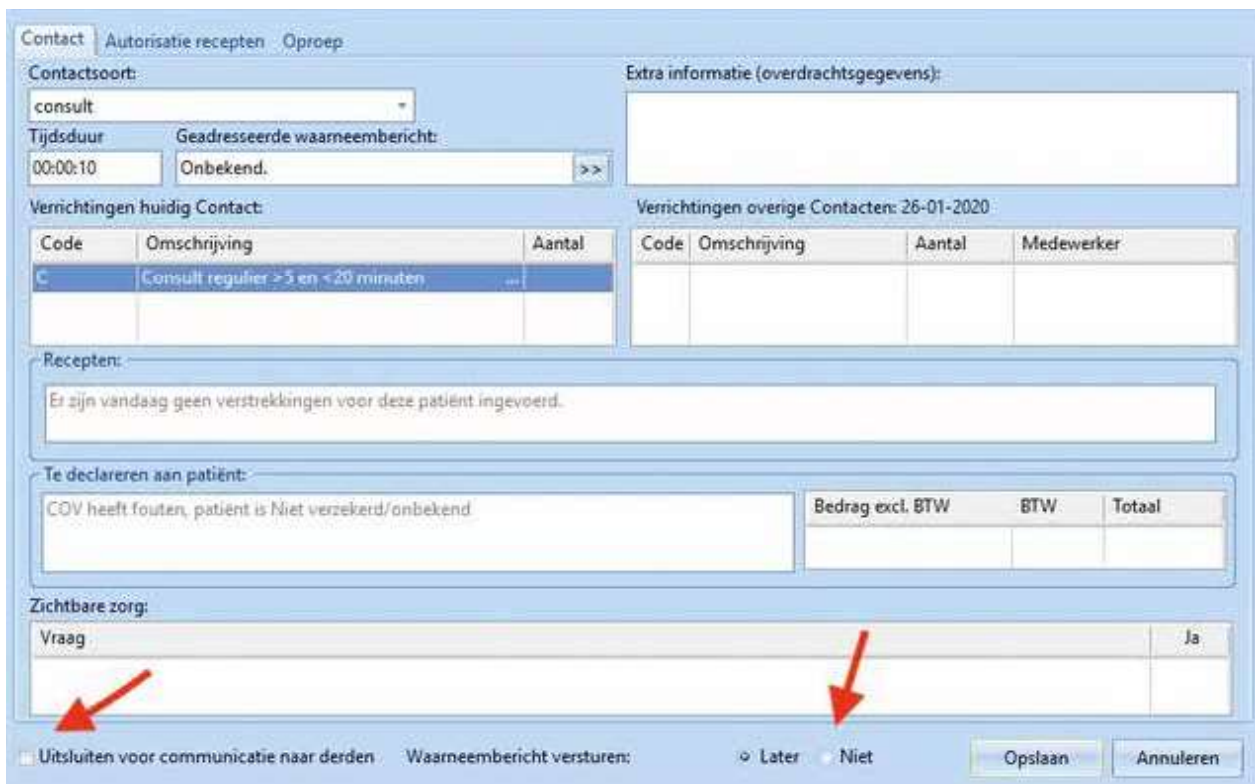 Contact Autorisatie recepten Oproep
Contactsoort:
consult
Tijdsduur Geadresseerde waarneembericht:
00:00:10 Onbekend. >>
Extra informatie (overdrachtsgegevens):
Verrichtingen huidig Contact:
Code Omschrijving Aantal
C Consult regulier >5 en <20 minuten ...
Verrichtingen overige Contacten: 26-01-2020
Code Omschrijving Aantal Medewerker
Recepten:
Er zijn vandaag geen verstrekkingen voor deze patiënt ingevoerd.
Te declareren aan patiënt:
COV heeft fouten, patiënt is Niet verzekerd/onbekend
Bedrag excl. BTW BTW Totaal
Zichtbare zorg:
Vraag Ja
Uitsluiten voor communicatie naar derden Waarneembericht versturen: Later Niet Opslaan Annuleren